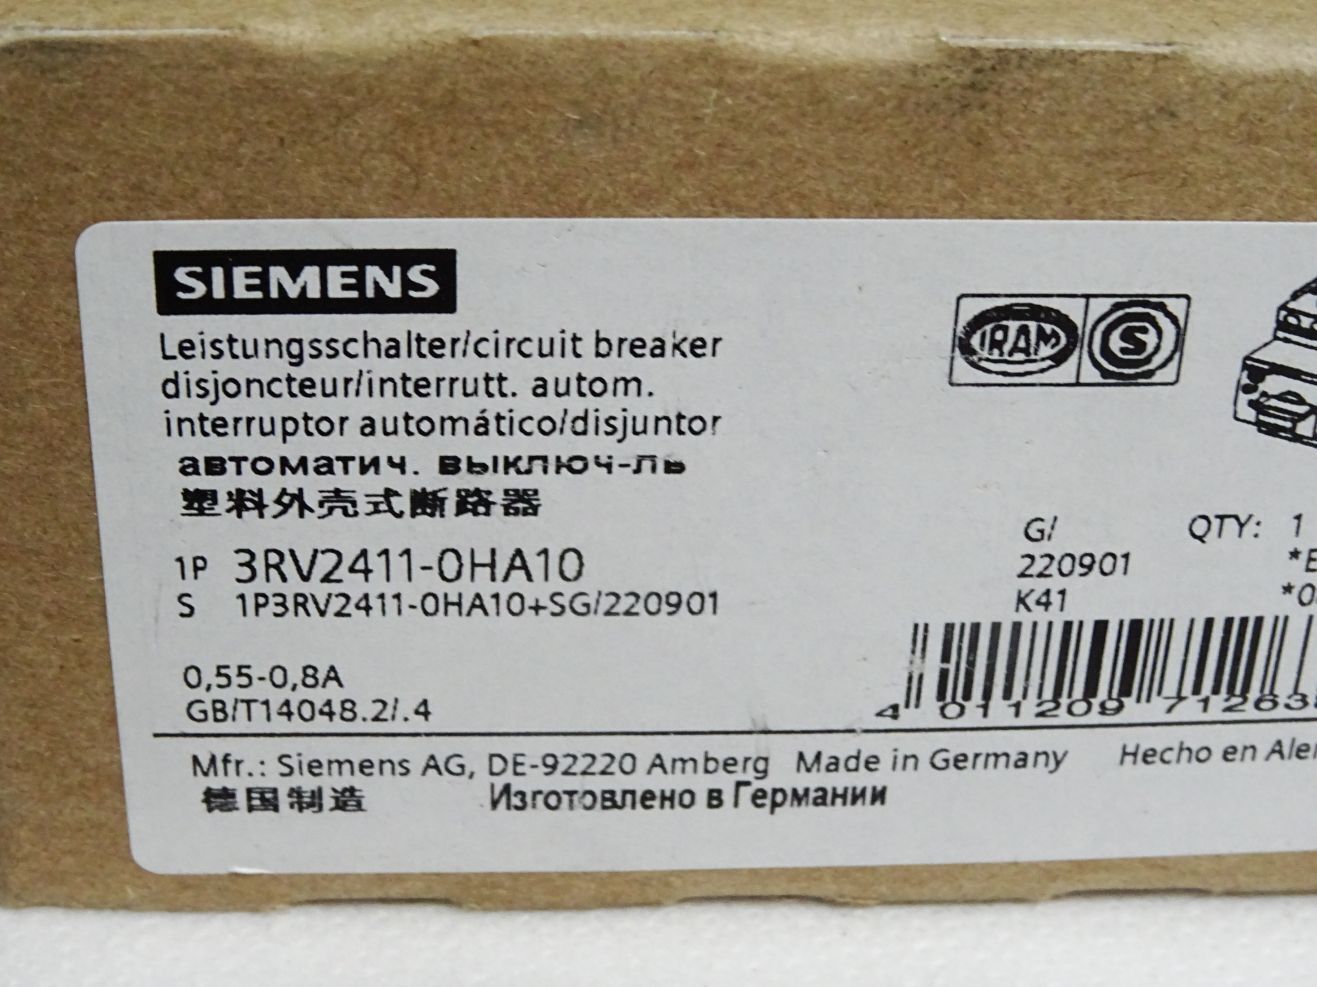 SIEMENS
Leistungsschalter/circuit breaker
disjoncteur/interrutt. autom.
interruptor automático/disjuntor
автоматич. выключ-ль
塑料外壳式断路器
1P 3RV2411-0HA10
S 1P3RV2411-0HA10+SG/220901
0,55-0,8A
GB/T14048.2/.4
IRAM S
G/ QTY: 1
220901 *E
K41
4 011209 71263
Mfr.: Siemens AG, DE-92220 Amberg Made in Germany Hecho en
德国制造 Изготовлено в Германии